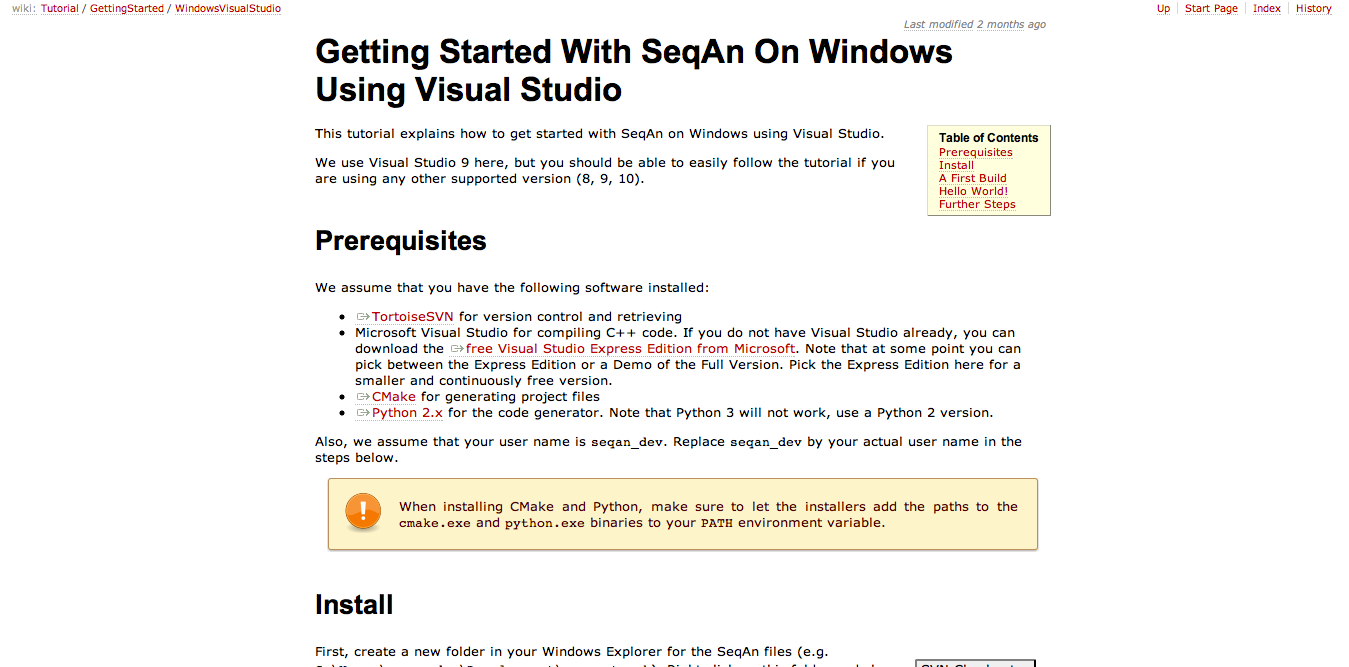 wiki: Tutorial / GettingStarted / WindowsVisualStudio
Up Start Page Index History
Last modified 2 months ago
Getting Started With SeqAn On Windows
Using Visual Studio
This tutorial explains how to get started with SeqAn on Windows using Visual Studio.
We use Visual Studio 9 here, but you should be able to easily follow the tutorial if you
are using any other supported version (8, 9, 10).
Table of Contents
Prerequisites
Install
A First Build
Hello World!
Further Steps
Prerequisites
We assume that you have the following software installed:
• TortoiseSVN for version control and retrieving
• Microsoft Visual Studio for compiling C++ code. If you do not have Visual Studio already, you can
download the free Visual Studio Express Edition from Microsoft. Note that at some point you can
pick between the Express Edition or a Demo of the Full Version. Pick the Express Edition here for a
smaller and continuously free version.
• CMake for generating project files
• Python 2.x for the code generator. Note that Python 3 will not work, use a Python 2 version.
Also, we assume that your user name is seqan_dev. Replace seqan_dev by your actual user name in the
steps below.
When installing CMake and Python, make sure to let the installers add the paths to the
cmake.exe and python.exe binaries to your PATH environment variable.
Install
First, create a new folder in your Windows Explorer for the SeqAn files (e.g.